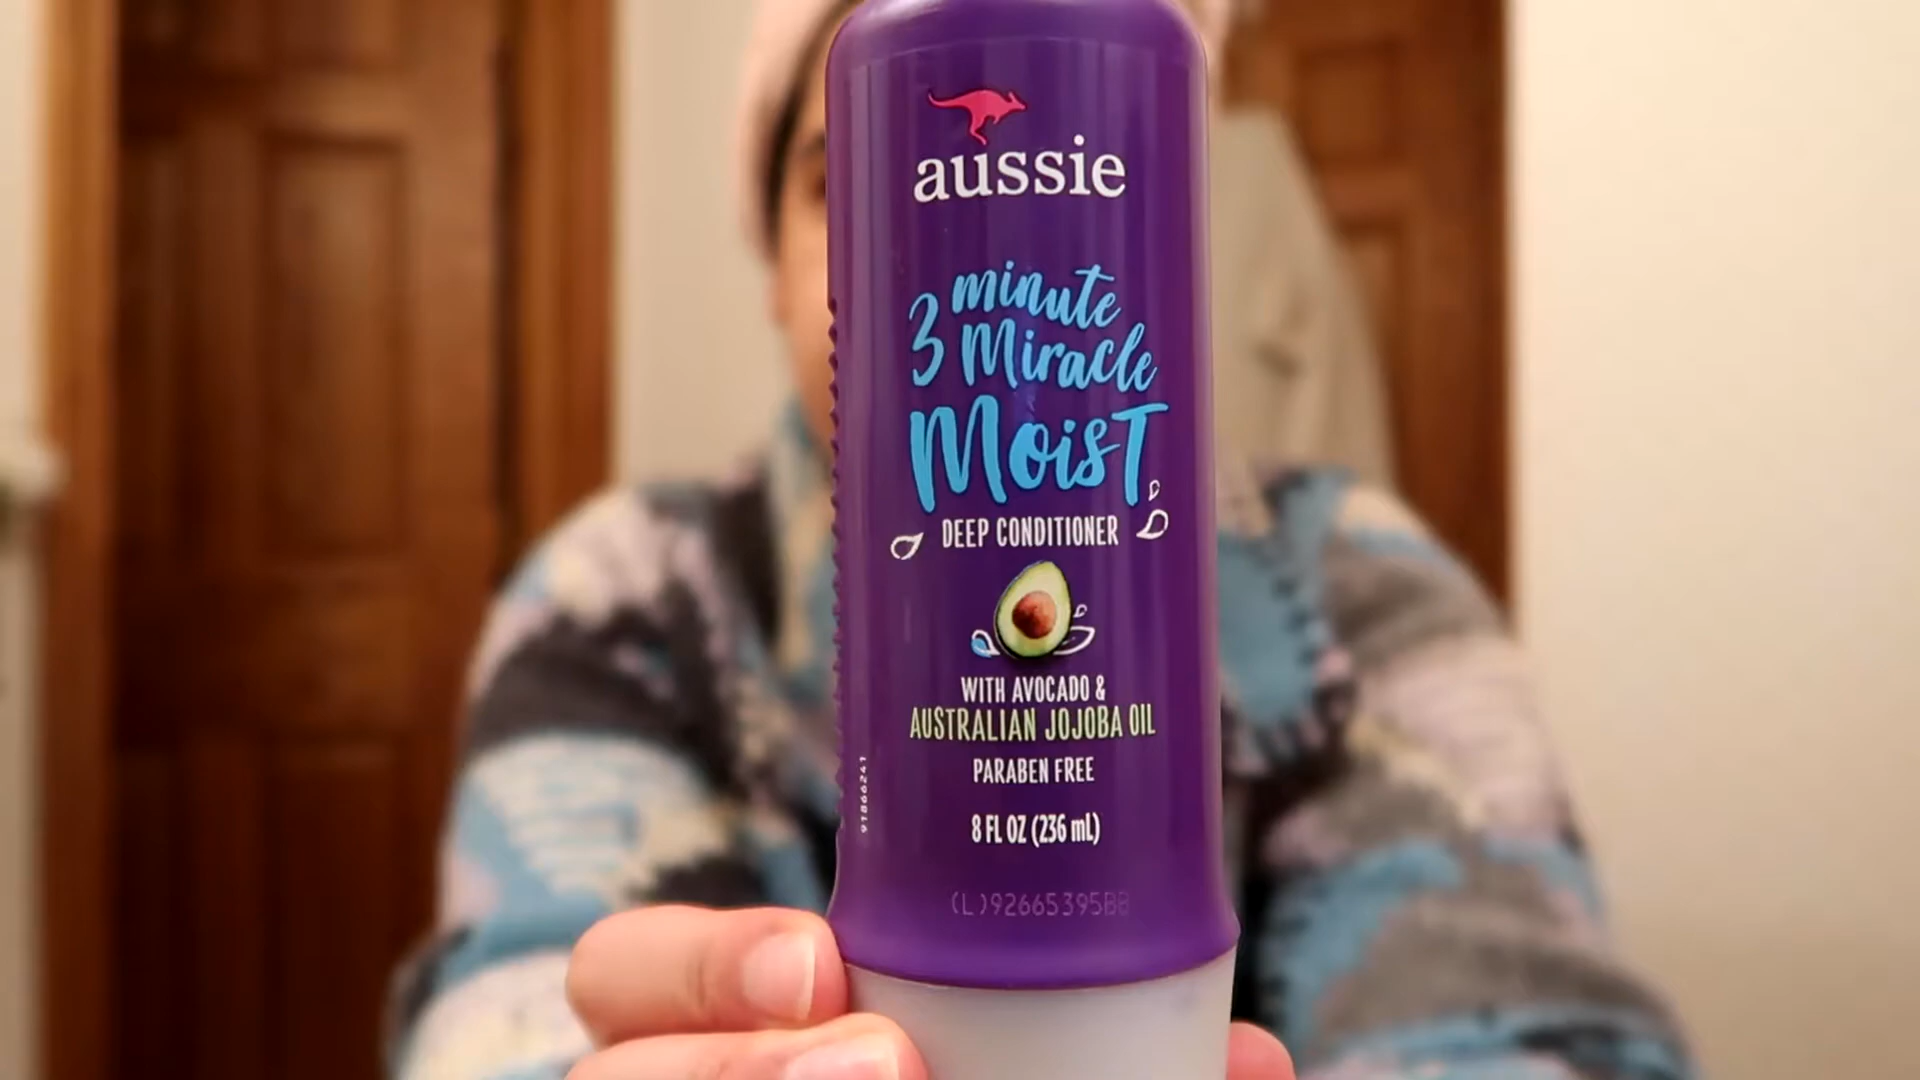 aussie
3 minute
Miracle
Moist
DEEP CONDITIONER
WITH AVOCADO &
AUSTRALIAN JOJOBA OIL
PARABEN FREE
8 FL OZ (236 mL)
91866241
(L)92665395BB